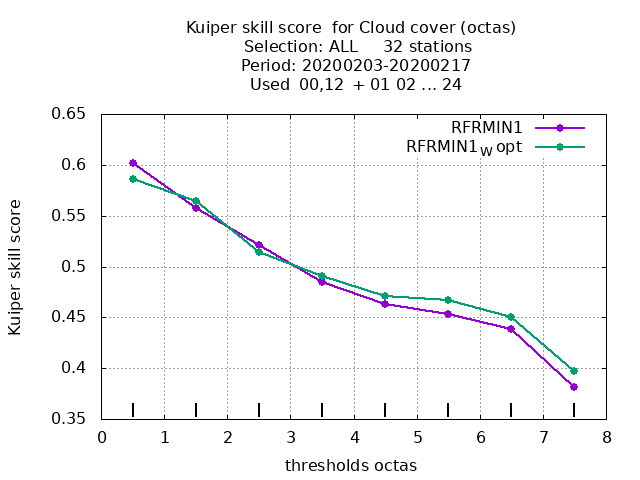 Kuiper skill score  for Cloud cover (octas)
Selection: ALL     32 stations
Period: 20200203-20200217
Used  00,12  + 01 02 ... 24
RFRMIN1
RFRMIN1W opt
0.65
0.6
0.55
0.5
0.45
0.4
0.35
Kuiper skill score
0 1 2 3 4 5 6 7 8
thresholds octas